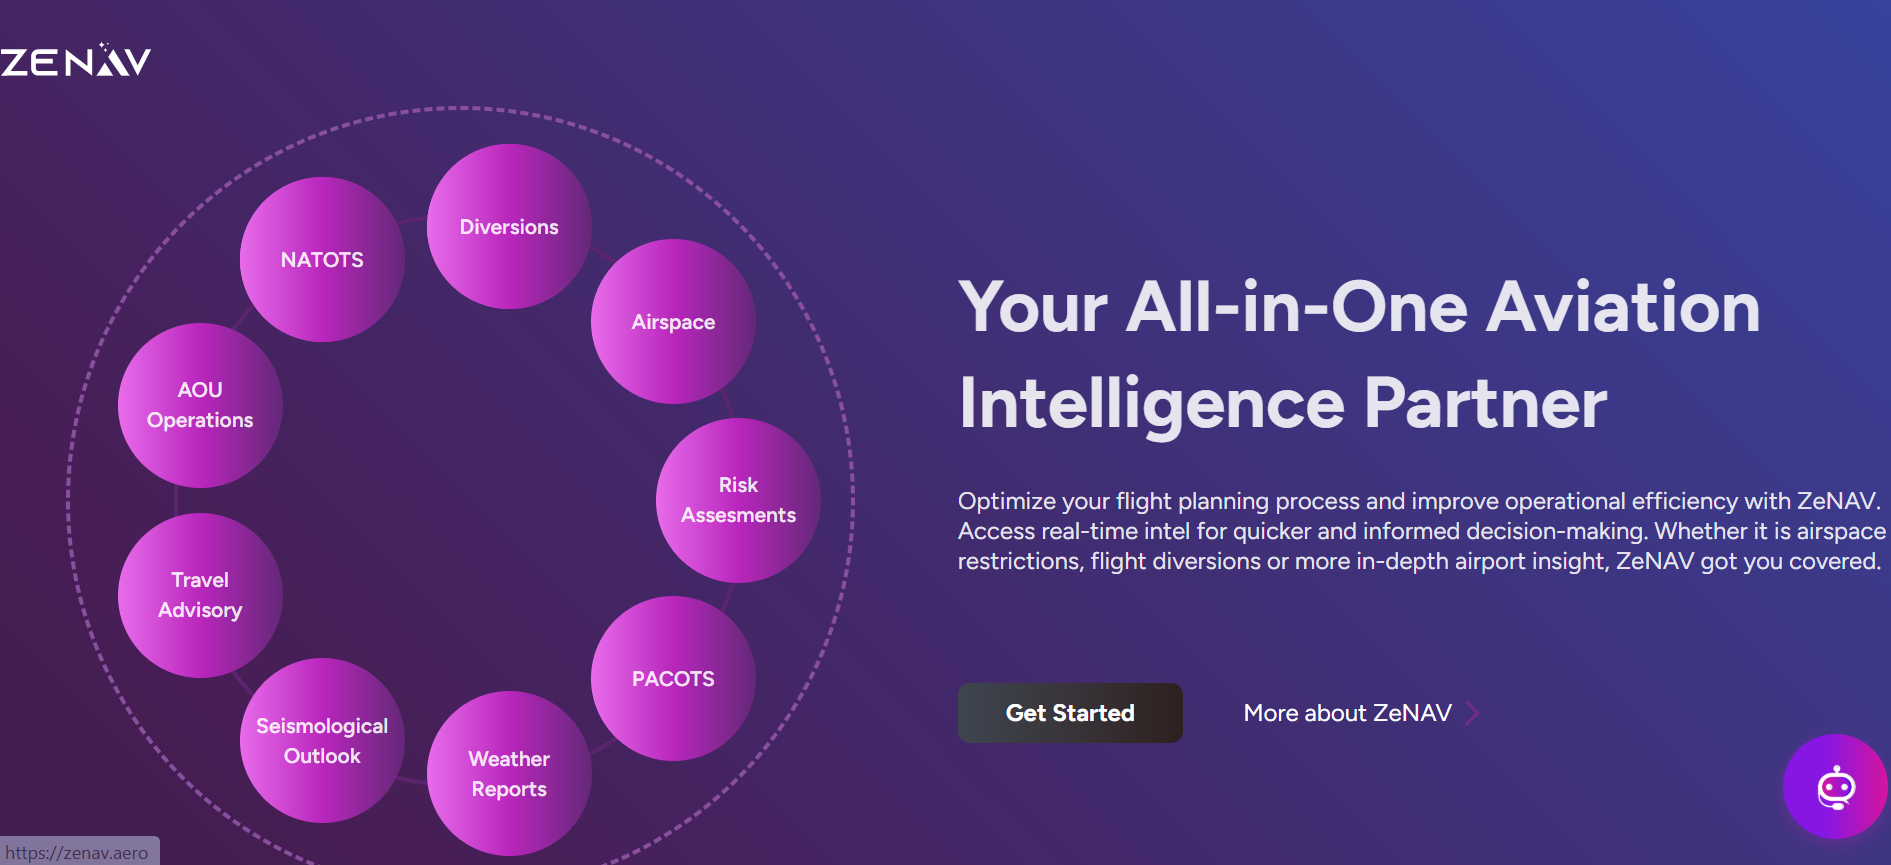 ZENAV
Diversions
NATOTS
Airspace
AOU
Operations
Risk
Assesments
Travel
Advisory
PACOTS
Seismological
Outlook
Weather
Reports
Your All-in-One Aviation
Intelligence Partner
Optimize your flight planning process and improve operational efficiency with ZeNAV.
Access real-time intel for quicker and informed decision-making. Whether it is airspace
restrictions, flight diversions or more in-depth airport insight, ZeNAV got you covered.
Get Started
More about ZeNAV
https://zenav.aero